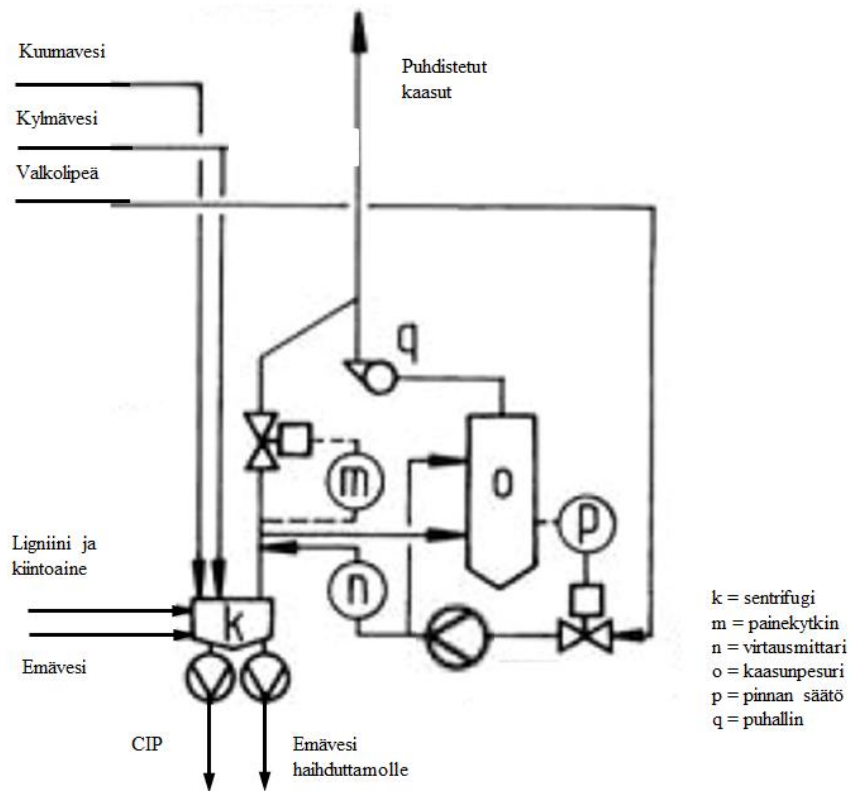 Kuumavesi
Puhdistetut
kaasut
Kylmävesi
Valkolipeä
q
m
o
p
Ligniini ja
kiintoaine
n
k
Emävesi
k = sentrifugi
m = painekytkin
n = virtausmittari
o = kaasunpesuri
p = pinnan säätö
q = puhallin
CIP
Emävesi
haihduttamolle